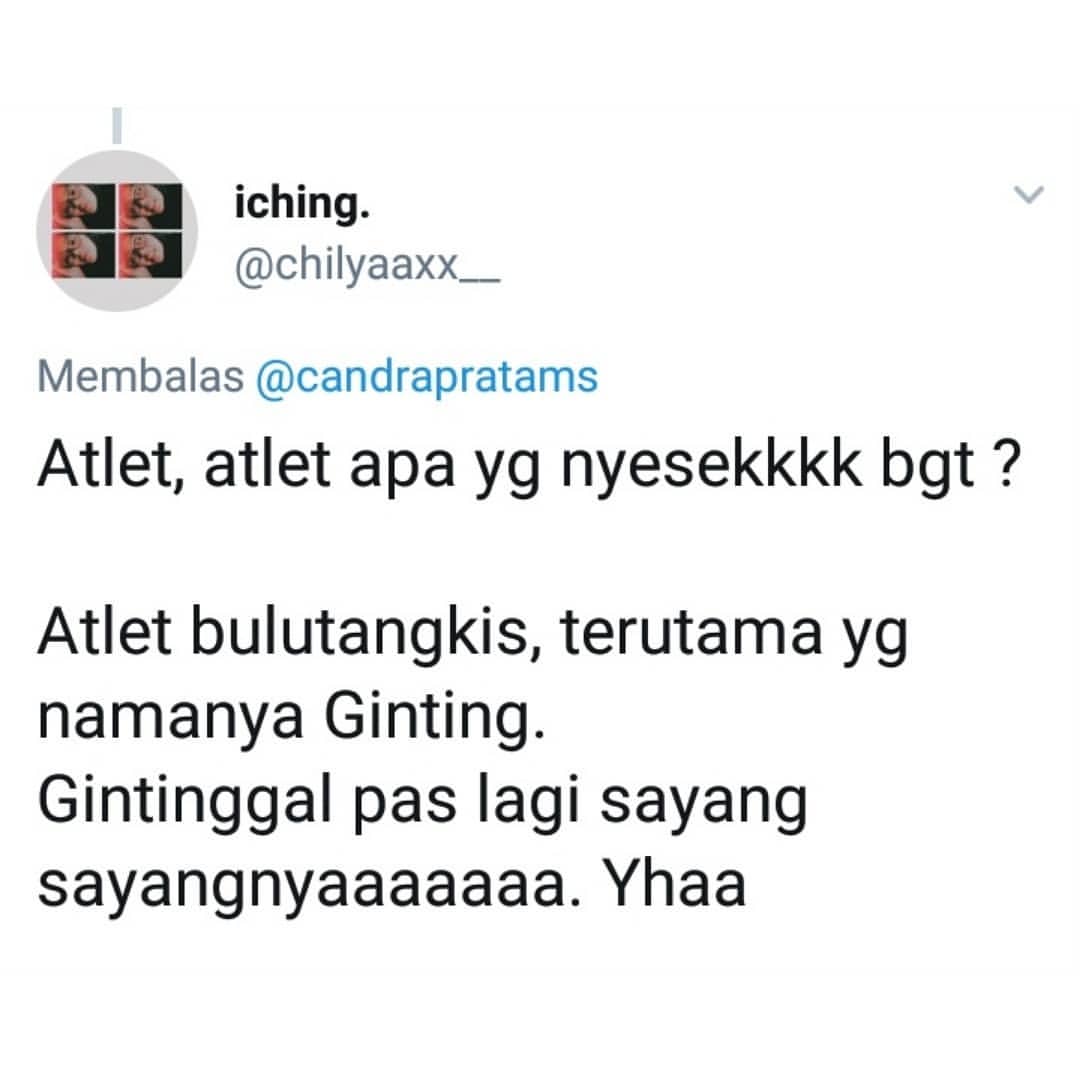 iching.
@chilyaaxx__
Membalas @candrapratams
Atlet, atlet apa yg nyesekkkk bgt ?
Atlet bulutangkis, terutama yg
namanya Ginting.
Gintinggal pas lagi sayang
sayangnyaaaaaaa. Yhaa